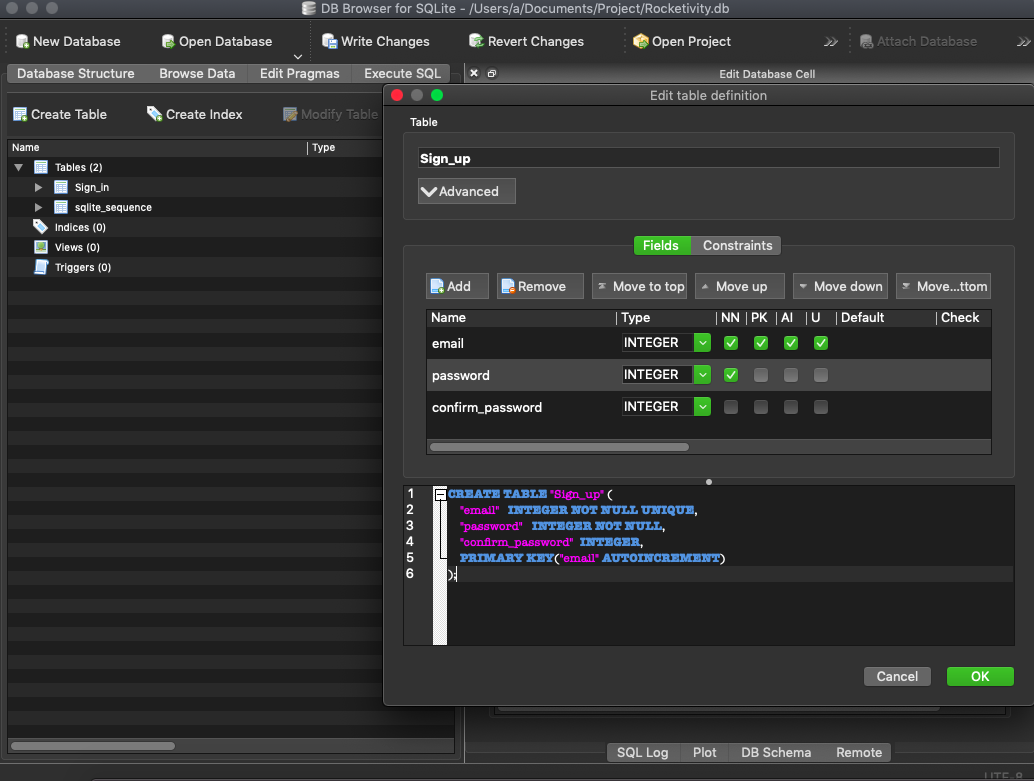 DB Browser for SQLite - /Users/a/Documents/Project/Rocketivity.db
New Database Open Database Write Changes Revert Changes Open Project Attach Database
Database Structure Browse Data Edit Pragmas Execute SQL
Edit Database Cell
Create Table Create Index Modify Table
Name Type
Tables (2)
Sign_in
sqlite_sequence
Indices (0)
Views (0)
Triggers (0)
Edit table definition
Table
Sign_up
Advanced
Fields Constraints
Add Remove Move to top Move up Move down Move...ttom
Name Type NN PK AI U Default Check
email INTEGER
password INTEGER
confirm_password INTEGER
1 CREATE TABLE "Sign_up" (
2 "email" INTEGER NOT NULL UNIQUE,
3 "password" INTEGER NOT NULL,
4 "confirm_password" INTEGER,
5 PRIMARY KEY("email" AUTOINCREMENT)
6 );
Cancel OK
SQL Log Plot DB Schema Remote
UTF-8